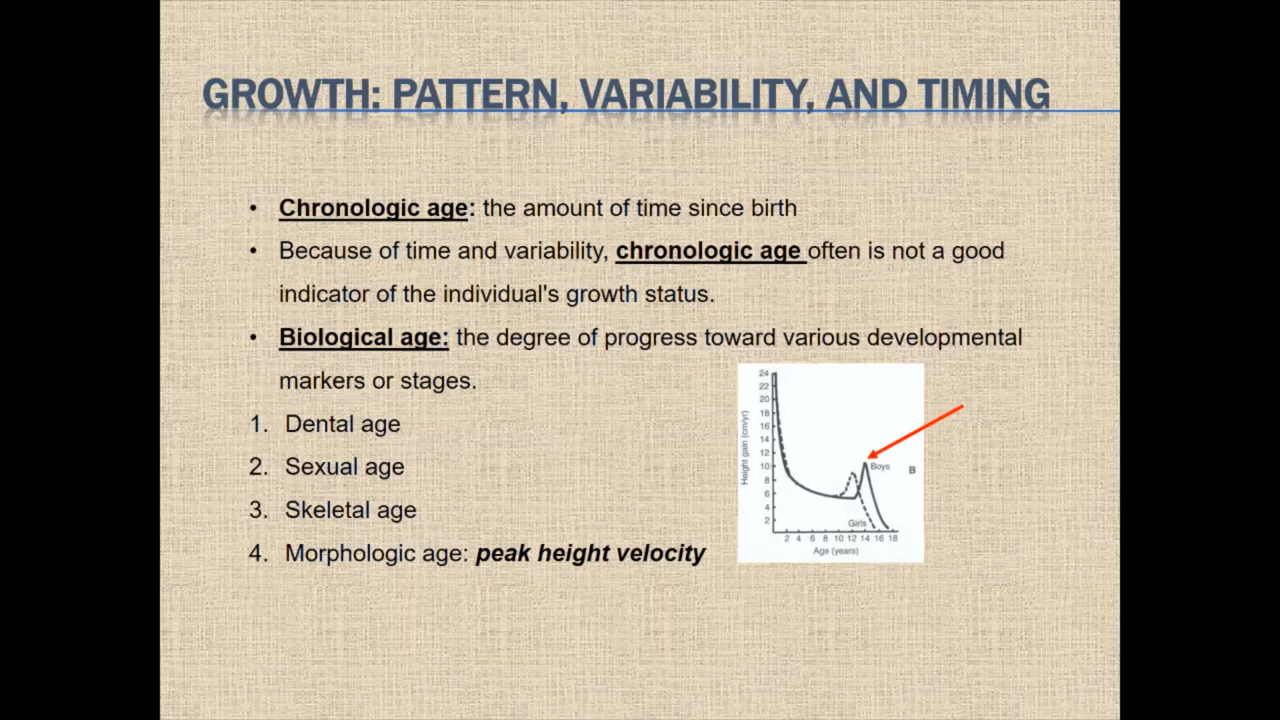 GROWTH: PATTERN, VARIABILITY, AND TIMING
• Chronologic age: the amount of time since birth
• Because of time and variability, chronologic age often is not a good
indicator of the individual's growth status.
• Biological age: the degree of progress toward various developmental
markers or stages.
1. Dental age
2. Sexual age
3. Skeletal age
4. Morphologic age: peak height velocity
Height gain (cm/yr)
24
22
20
18
16
14
12
10
8
6
4
2
Boys
B
Girls
2 4 6 8 10 12 14 16 18
Age (years)